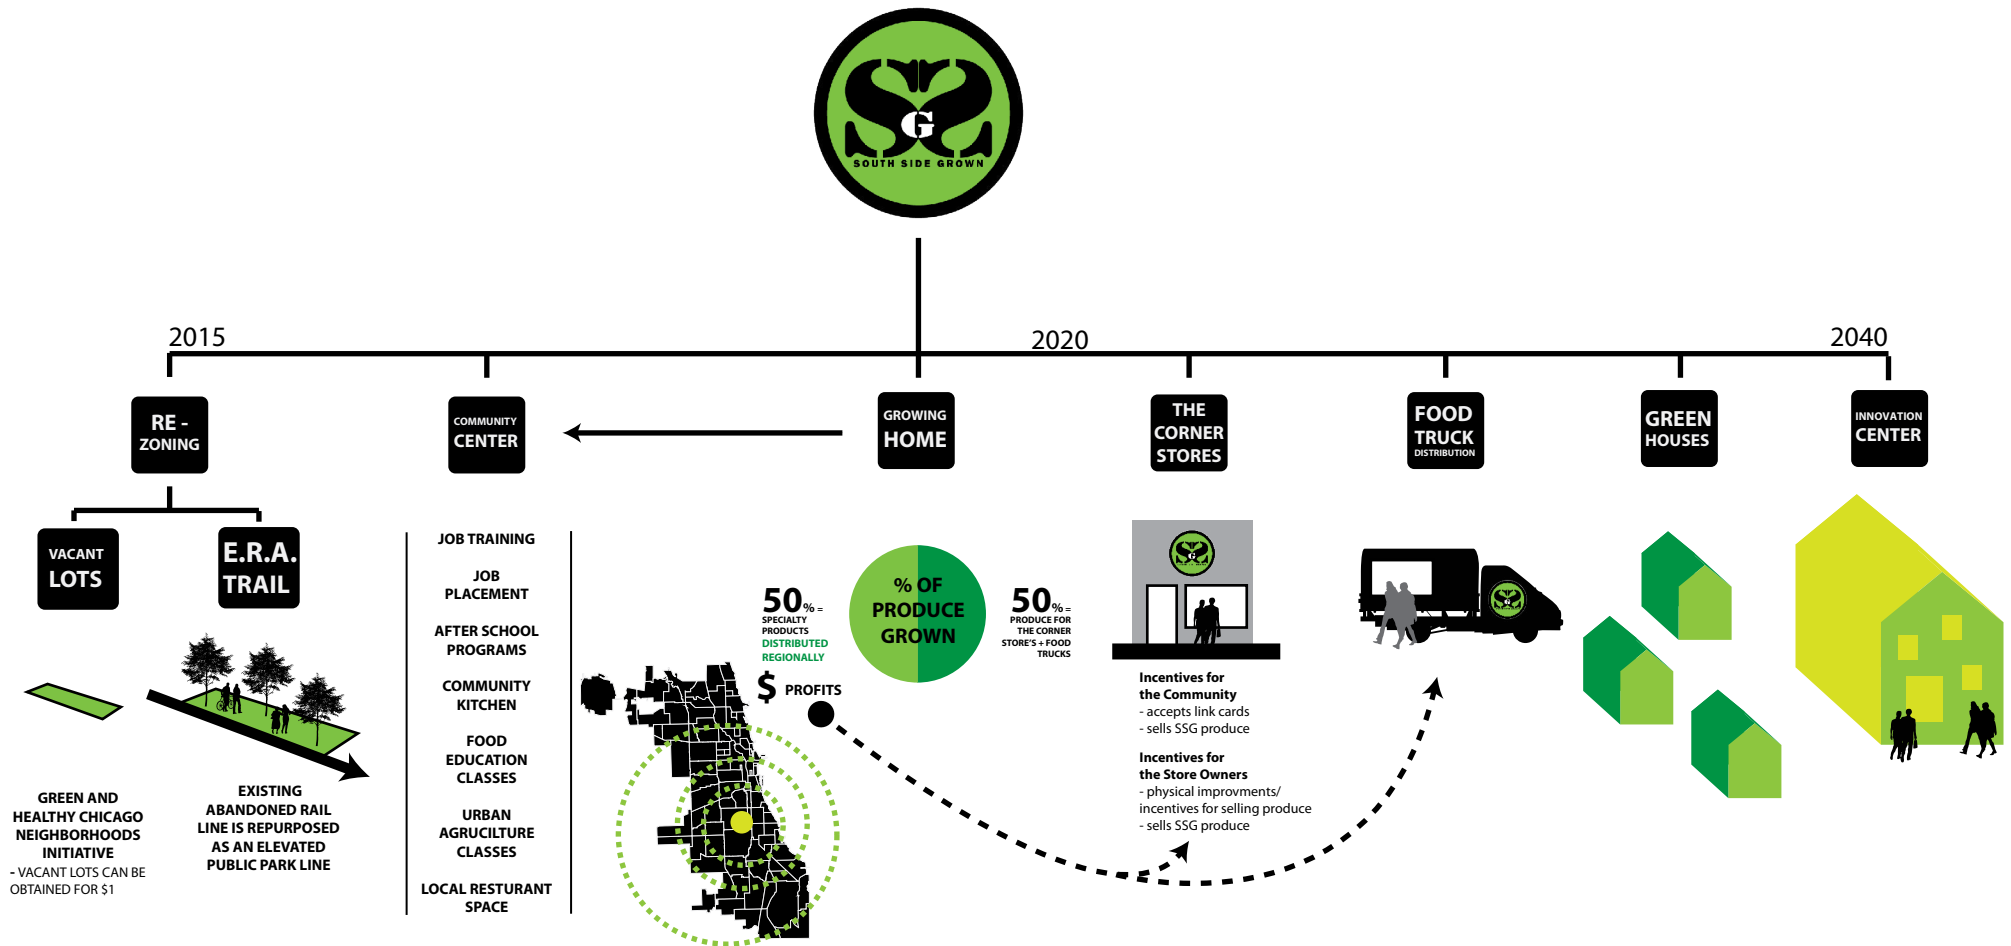 G
SOUTH SIDE GROWN
2015
2020
2040
RE -
ZONING
COMMUNITY
CENTER
GROWING
HOME
THE
CORNER
STORES
FOOD
TRUCK
DISTRIBUTION
GREEN
HOUSES
INNOVATION
CENTER
VACANT
LOTS
E.R.A.
TRAIL
GREEN AND
HEALTHY CHICAGO
NEIGHBORHOODS
INITIATIVE
- VACANT LOTS CAN BE
OBTAINED FOR $1
EXISTING
ABANDONED RAIL
LINE IS REPURPOSED
AS AN ELEVATED
PUBLIC PARK LINE
JOB TRAINING
JOB
PLACEMENT
AFTER SCHOOL
PROGRAMS
COMMUNITY
KITCHEN
FOOD
EDUCATION
CLASSES
URBAN
AGRUCILTURE
CLASSES
LOCAL RESTURANT
SPACE
50% =
SPECIALTY
PRODUCTS
DISTRIBUTED
REGIONALLY
$ PROFITS
% OF
PRODUCE
GROWN
50% =
PRODUCE FOR
THE CORNER
STORE'S + FOOD
TRUCKS
Incentives for
the Community
- accepts link cards
- sells SSG produce
Incentives for
the Store Owners
- physical improvments/
incentives for selling produce
- sells SSG produce